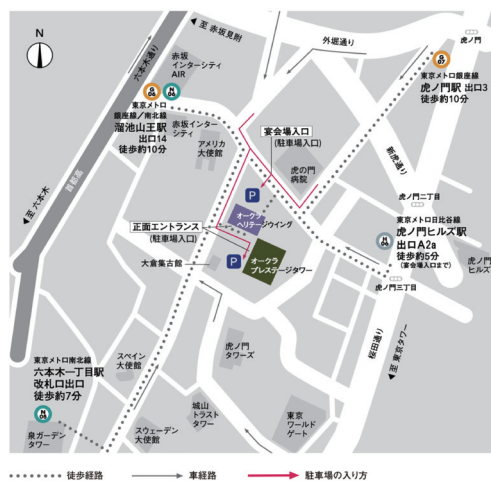 N
至 赤坂見附
外堀通り
虎ノ門
六本木通り
赤坂
インターシティ
AIR
G
07
東京メトロ銀座線
虎ノ門駅 出口3
徒歩約10分
G
06
N
06
東京メトロ
銀座線/南北線
溜池山王駅
出口14
徒歩約10分
赤坂インター
シティ
アメリカ
大使館
宴会場入口
(駐車場入口)
虎の門
病院
新虎通り
首都高
至 六本木
P
オークラ
ヘリテージウイング
虎ノ門二丁目
東京メトロ日比谷線
虎ノ門ヒルズ駅
出口A2a
徒歩約5分
(宴会場入口まで)
H
06
虎ノ門
ヒルズ
正面エントランス
(駐車場入口)
オークラ
プレステージタワー
大倉集古館
P
虎ノ門三丁目
桜田通り
至 東京タワー
東京メトロ南北線
六本木一丁目駅
改札口出口
徒歩約7分
N
05
泉ガーデン
タワー
スペイン
大使館
虎ノ門
タワーズ
スウェーデン
大使館
城山
トラスト
タワー
東京
ワールド
ゲート
徒歩経路
車経路
駐車場の入り方